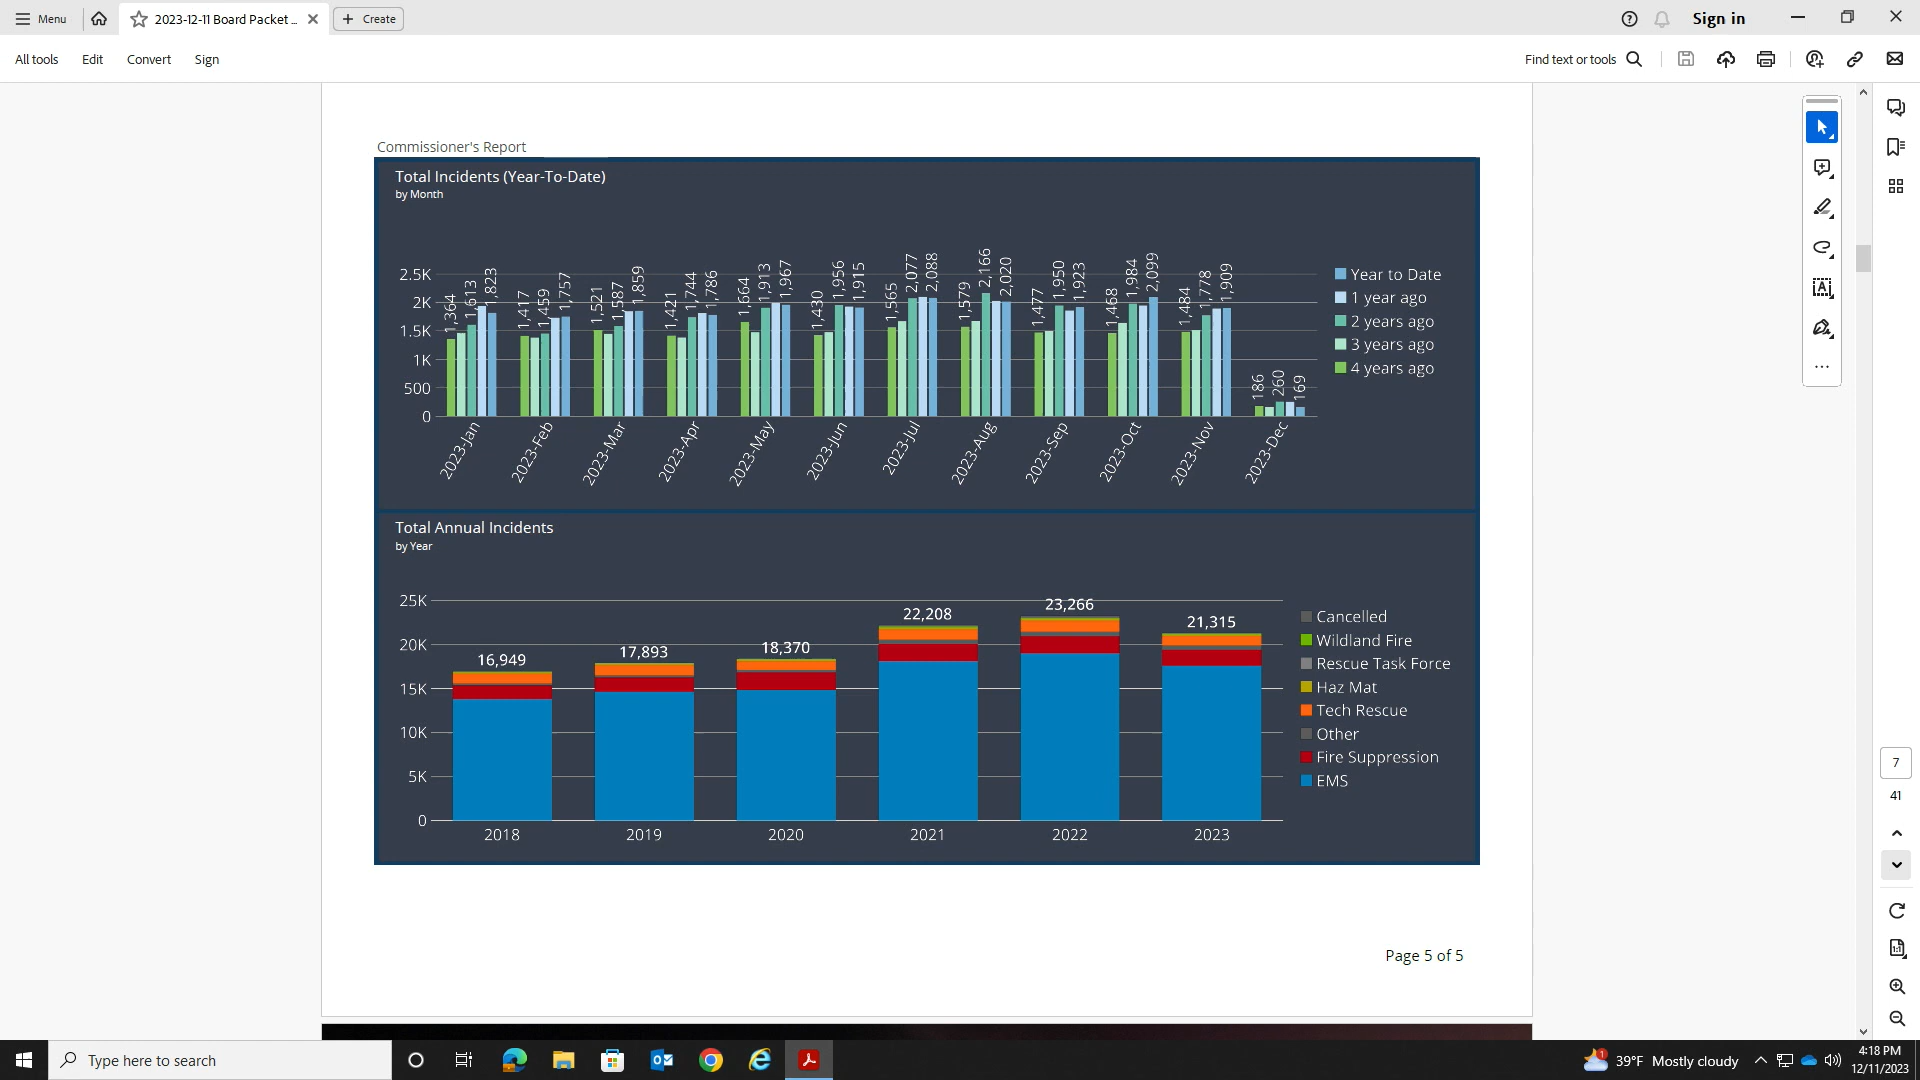 Menu
2023-12-11 Board Packet ...
Create
Sign in
All tools
Edit
Convert
Sign
Find text or tools
Commissioner's Report
Total Incidents (Year-To-Date)
by Month
2.5K
2K
1.5K
1K
500
0
1,364
1,613
1,823
1,417
1,459
1,757
1,521
1,587
1,859
1,421
1,744
1,786
1,664
1,913
1,967
1,430
1,956
1,915
1,565
2,077
2,088
1,579
2,166
2,020
1,477
1,950
1,923
1,468
1,984
2,099
1,484
1,778
1,909
186
260
169
2023-Jan
2023-Feb
2023-Mar
2023-Apr
2023-May
2023-Jun
2023-Jul
2023-Aug
2023-Sep
2023-Oct
2023-Nov
2023-Dec
Year to Date
1 year ago
2 years ago
3 years ago
4 years ago
Total Annual Incidents
by Year
25K
20K
15K
10K
5K
0
16,949
17,893
18,370
22,208
23,266
21,315
2018
2019
2020
2021
2022
2023
Cancelled
Wildland Fire
Rescue Task Force
Haz Mat
Tech Rescue
Other
Fire Suppression
EMS
Page 5 of 5
7
41
Type here to search
1
39°F Mostly cloudy
4:18 PM
12/11/2023